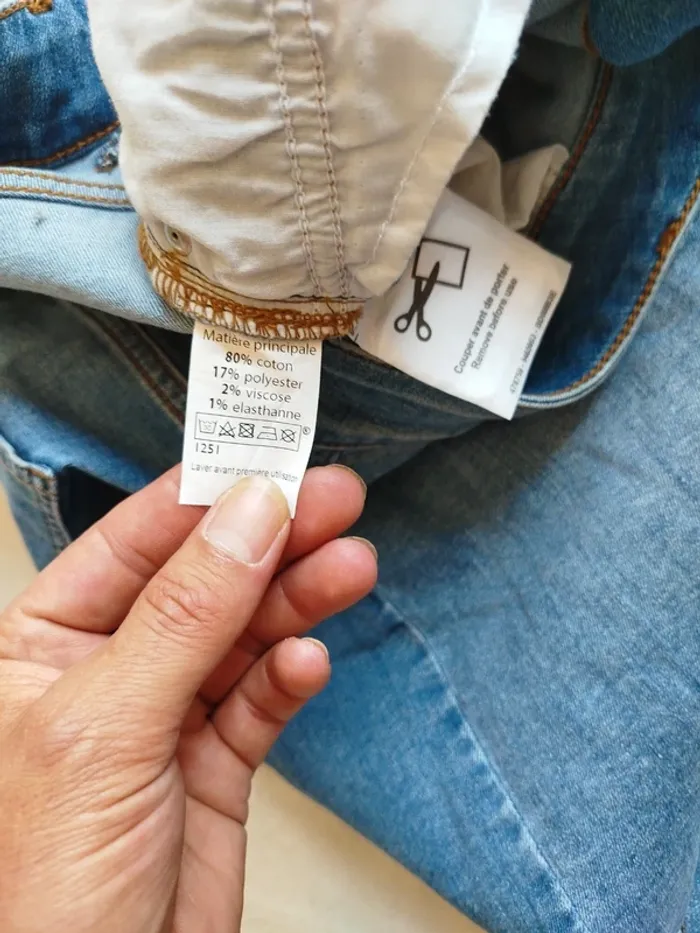 Matière principale
80% coton
17% polyester
2% viscose
1% elasthanne
®
1251
Laver avant première utilisation
Couper avant de porter
Remove before use